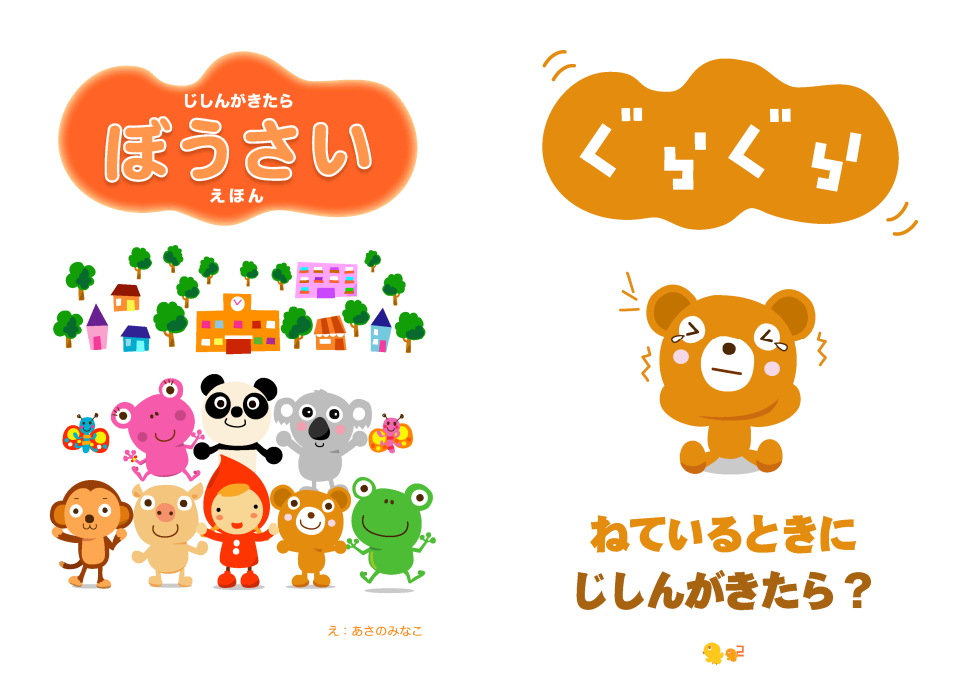 じしんがきたら
ぼうさい
えほん
え：あさのみなこ
ぐらぐら
ねているときに
じしんがきたら？